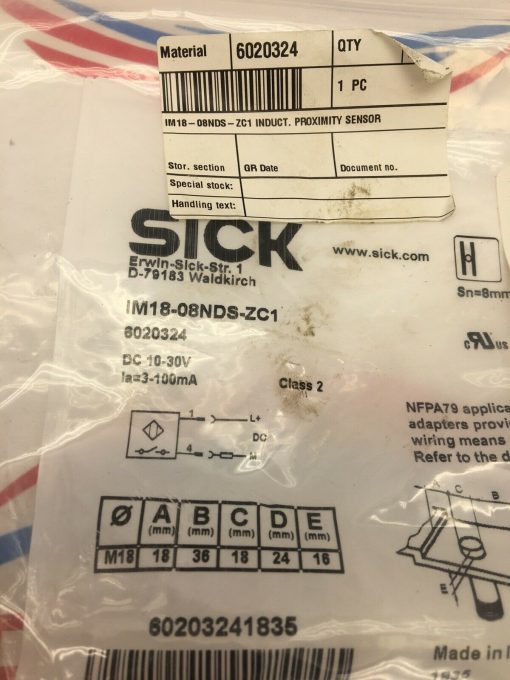 Material 6020324 QTY
1 PC
IM18-08NDS-ZC1 INDUCT. PROXIMITY SENSOR
Stor. section GR Date Document no.
Special stock:
Handling text:
SICK
www.sick.com
Erwin-Sick-Str. 1
D-79183 Waldkirch
Sn=8mm
IM18-08NDS-ZC1
6020324
DC 10-30V
Ia=3-100mA
Class 2
c RU us
NFPA79 applica
adapters provi
wiring means
Refer to the d
1 L+
DC
4 M
A C B
E
Ø A (mm) B (mm) C (mm) D (mm) E (mm)
M18 18 36 18 24 16
60203241835
Made in
1835